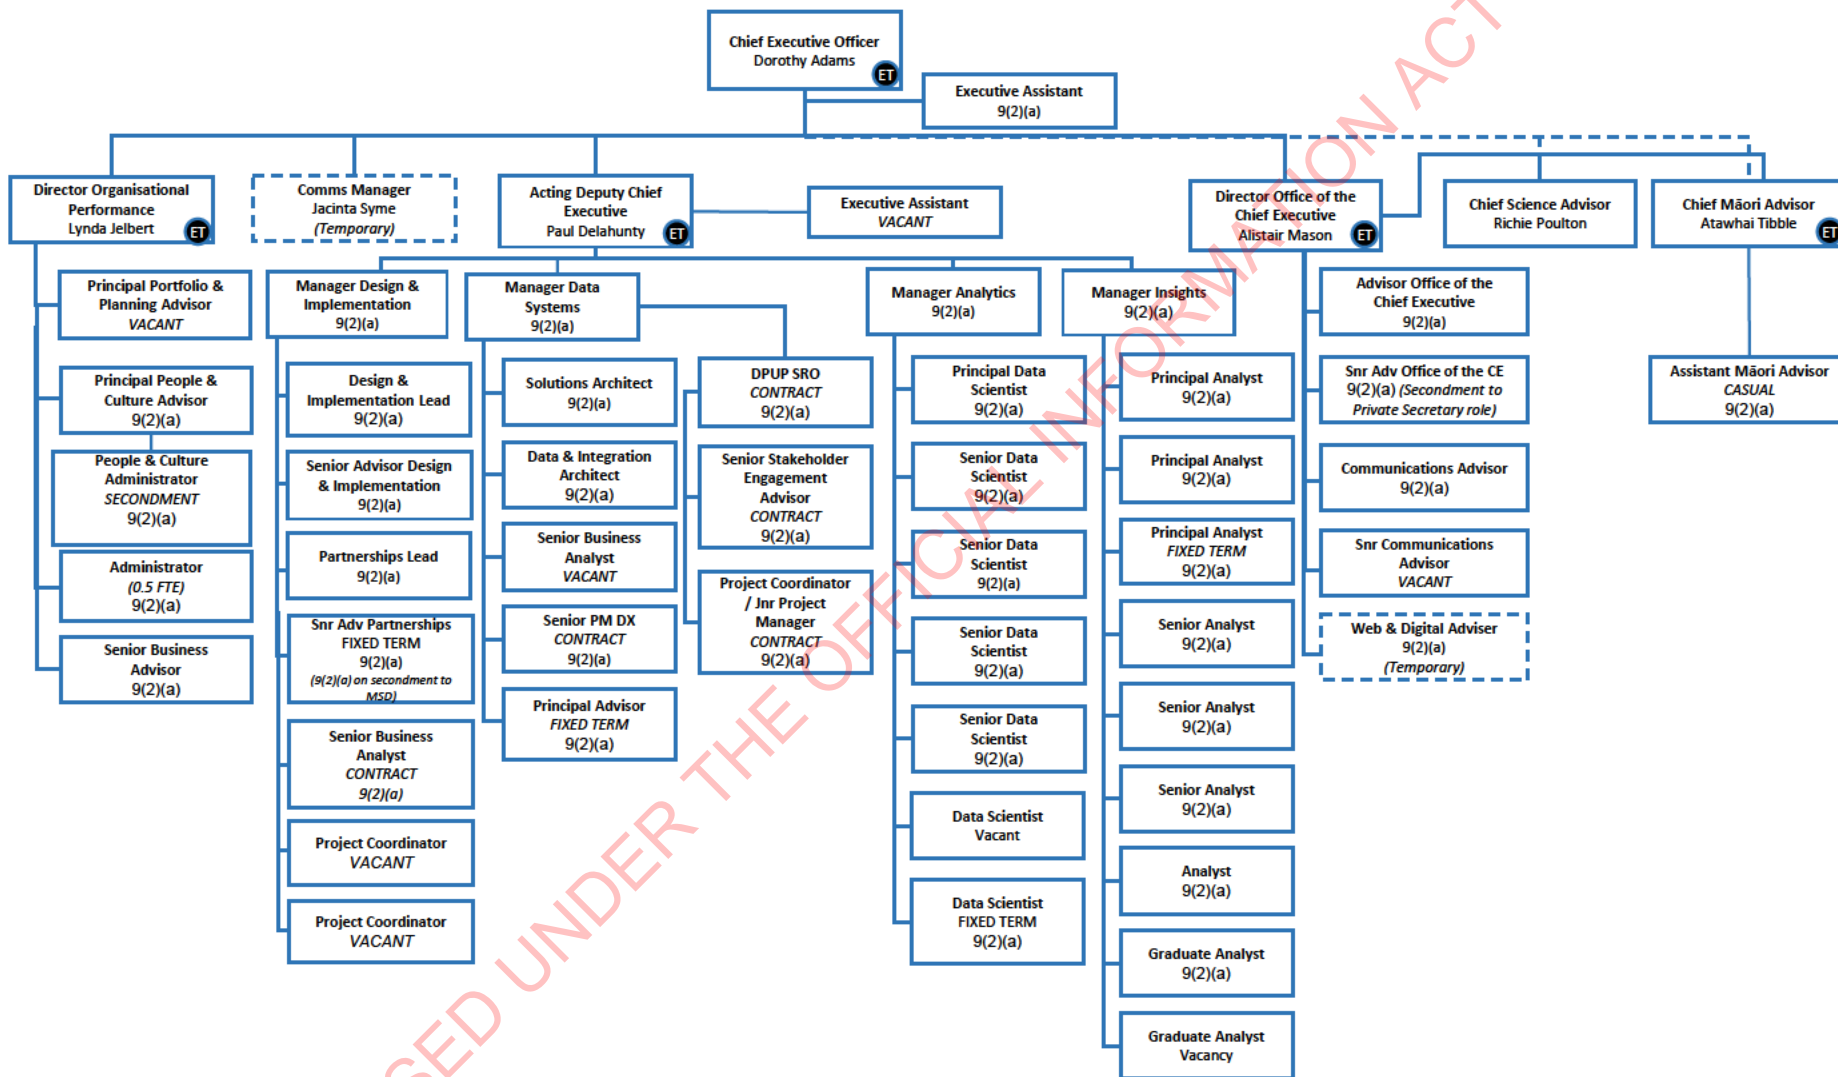 Chief Executive Officer
Dorothy Adams
ET
Executive Assistant
9(2)(a)
Director Organisational
Performance
Lynda Jelbert
ET
Comms Manager
Jacinta Syme
(Temporary)
Acting Deputy Chief
Executive
Paul Delahunty
ET
Executive Assistant
VACANT
Director Office of the
Chief Executive
Alistair Mason
ET
Chief Science Advisor
Richie Poulton
Chief Māori Advisor
Atawhai Tibble
ET
Principal Portfolio &
Planning Advisor
VACANT
Principal People &
Culture Advisor
9(2)(a)
People & Culture
Administrator
SECONDMENT
9(2)(a)
Administrator
(0.5 FTE)
9(2)(a)
Senior Business
Advisor
9(2)(a)
Manager Design &
Implementation
9(2)(a)
Design &
Implementation Lead
9(2)(a)
Senior Advisor Design
& Implementation
9(2)(a)
Partnerships Lead
9(2)(a)
Snr Adv Partnerships
FIXED TERM
9(2)(a)
(9(2)(a) on secondment to
MSD)
Senior Business
Analyst
CONTRACT
9(2)(a)
Project Coordinator
VACANT
Project Coordinator
VACANT
Manager Data
Systems
9(2)(a)
Solutions Architect
9(2)(a)
Data & Integration
Architect
9(2)(a)
Senior Business
Analyst
VACANT
Senior PM DX
CONTRACT
9(2)(a)
Principal Advisor
FIXED TERM
9(2)(a)
DPUP SRO
CONTRACT
9(2)(a)
Senior Stakeholder
Engagement
Advisor
CONTRACT
9(2)(a)
Project Coordinator
/ Jnr Project
Manager
CONTRACT
9(2)(a)
Manager Analytics
9(2)(a)
Principal Data
Scientist
9(2)(a)
Senior Data
Scientist
9(2)(a)
Senior Data
Scientist
9(2)(a)
Senior Data
Scientist
9(2)(a)
Senior Data
Scientist
9(2)(a)
Data Scientist
Vacant
Data Scientist
FIXED TERM
9(2)(a)
Manager Insights
9(2)(a)
Principal Analyst
9(2)(a)
Principal Analyst
9(2)(a)
Principal Analyst
FIXED TERM
9(2)(a)
Senior Analyst
9(2)(a)
Senior Analyst
9(2)(a)
Senior Analyst
9(2)(a)
Analyst
9(2)(a)
Graduate Analyst
9(2)(a)
Graduate Analyst
Vacancy
Advisor Office of the
Chief Executive
9(2)(a)
Snr Adv Office of the CE
9(2)(a) (Secondment to
Private Secretary role)
Communications Advisor
9(2)(a)
Snr Communications
Advisor
VACANT
Web & Digital Adviser
9(2)(a)
(Temporary)
Assistant Māori Advisor
CASUAL
9(2)(a)
SED UNDER THE OFFICIAL INFORMATION ACT